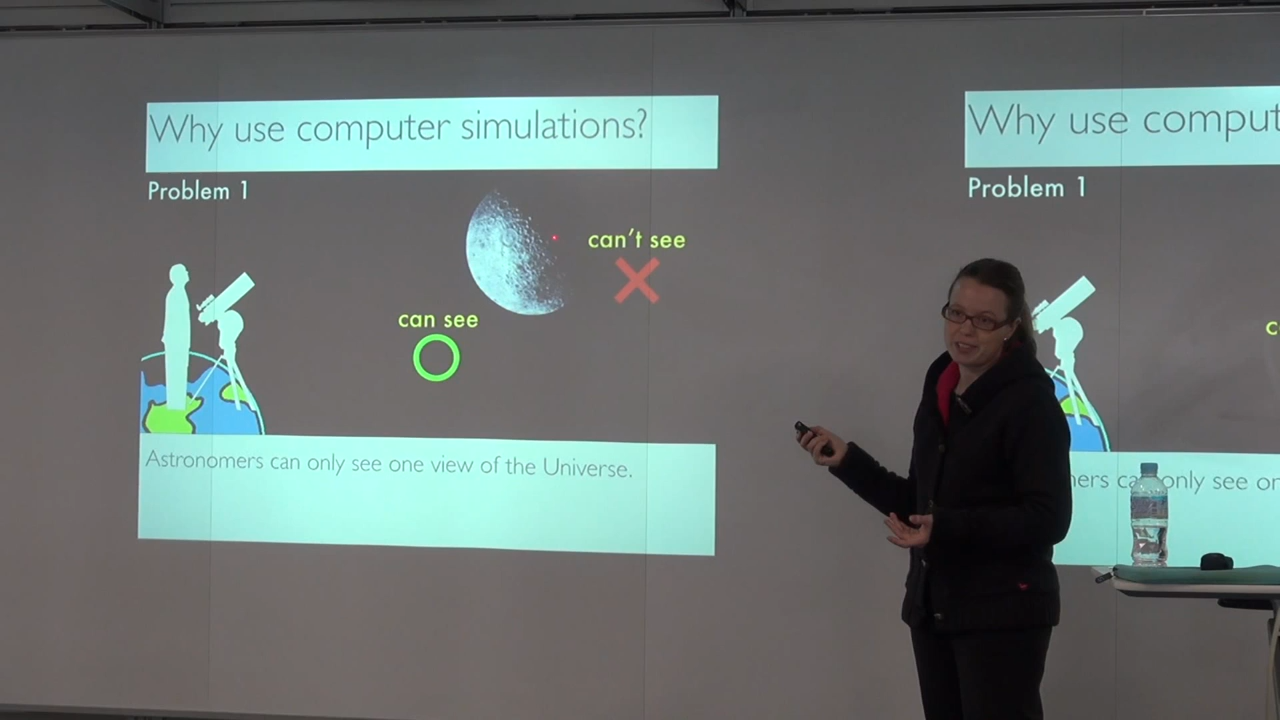 Why use computer simulations?
Problem 1
can't see
can see
Astronomers can only see one view of the Universe.
Why use comput
Problem 1
c
ners ca only see or